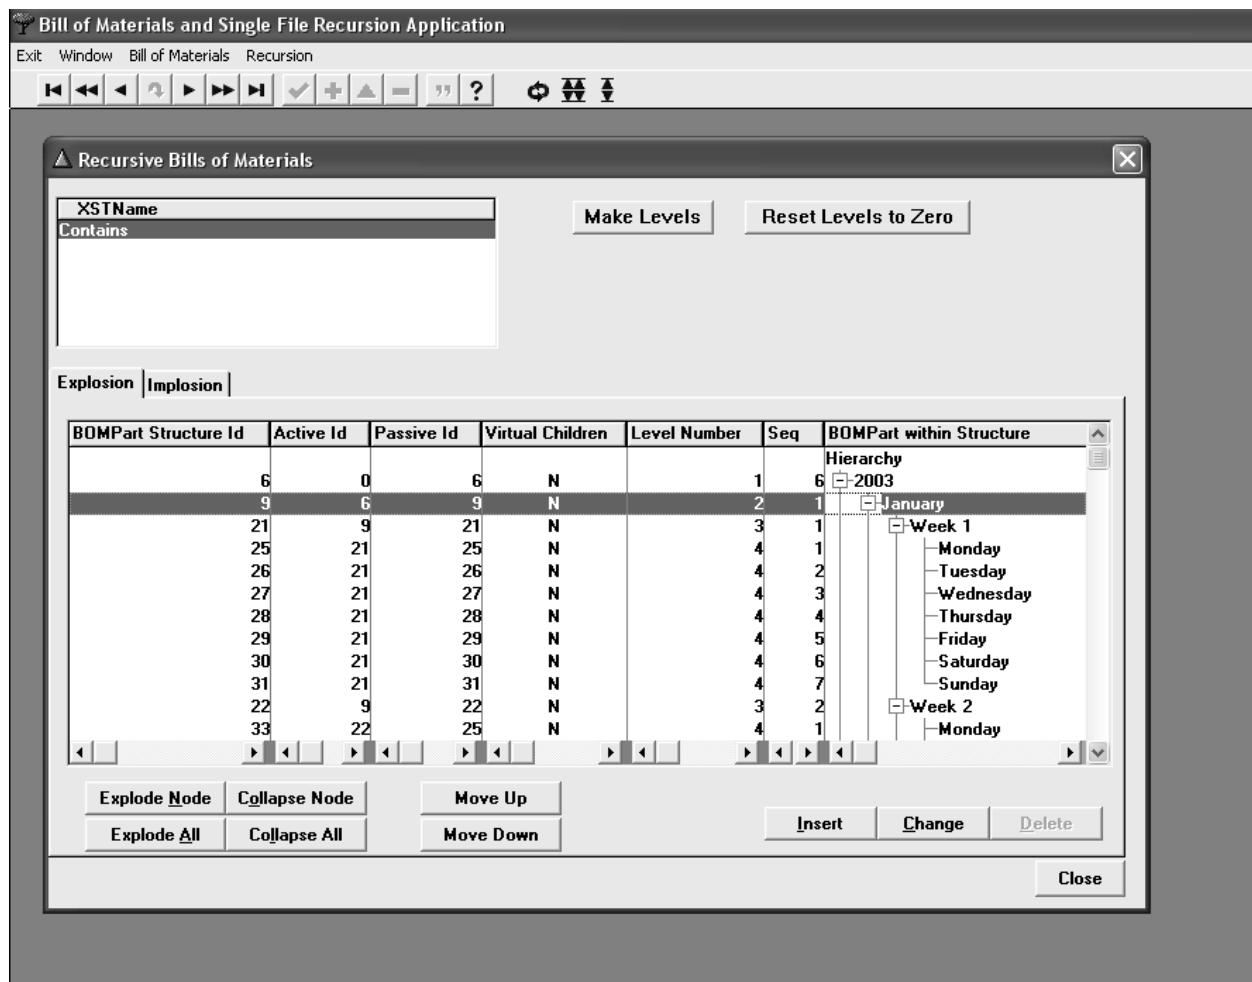 Bill of Materials and Single File Recursion Application
Exit Window Bill of Materials Recursion
?
Recursive Bills of Materials
XSTName
Contains
Make Levels Reset Levels to Zero
Explosion Implosion
BOMPart Structure Id Active Id Passive Id Virtual Children Level Number Seq BOMPart within Structure
Hierarchy
6 0 6 N 1 6 2003
9 6 9 N 2 1 January
21 9 21 N 3 1 Week 1
25 21 25 N 4 1 Monday
26 21 26 N 4 2 Tuesday
27 21 27 N 4 3 Wednesday
28 21 28 N 4 4 Thursday
29 21 29 N 4 5 Friday
30 21 30 N 4 6 Saturday
31 21 31 N 4 7 Sunday
22 9 22 N 3 2 Week 2
33 22 25 N 4 1 Monday
Explode Node Collapse Node Move Up
Explode All Collapse All Move Down
Insert Change Delete
Close